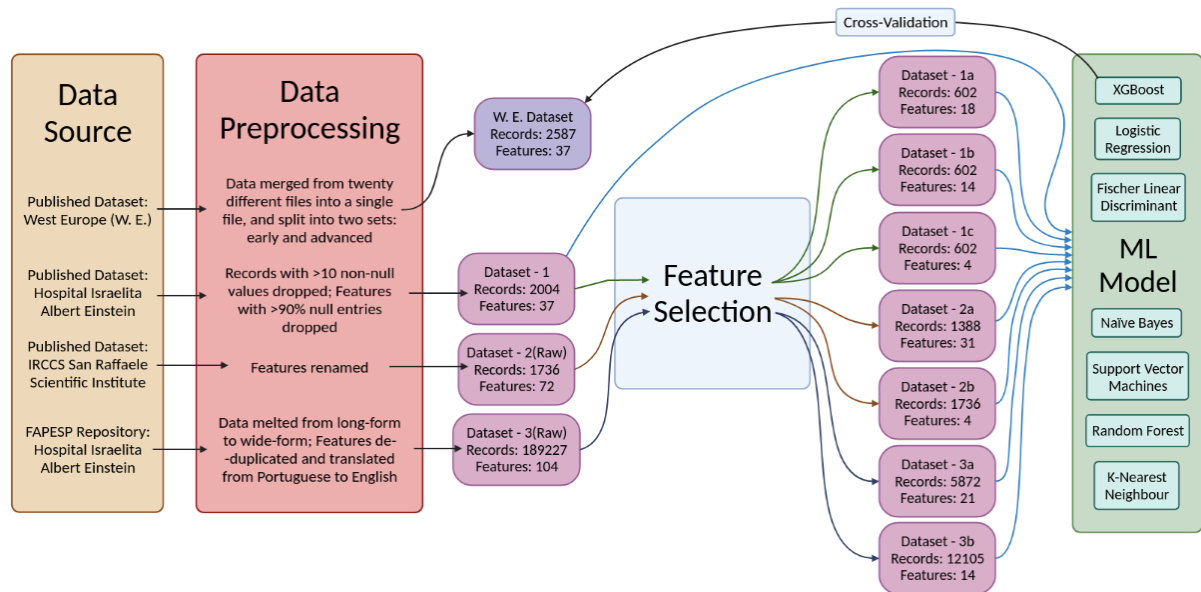 Cross-Validation
Data
Source
Published Dataset:
West Europe (W. E.)
Published Dataset:
Hospital Israelita
Albert Einstein
Published Dataset:
IRCCS San Raffaele
Scientific Institute
FAPESP Repository:
Hospital Israelita
Albert Einstein
Data
Preprocessing
Data merged from twenty
different files into a single
file, and split into two sets:
early and advanced
Records with >10 non-null
values dropped; Features
with >90% null entries
dropped
Features renamed
Data melted from long-form
to wide-form; Features de-
-duplicated and translated
from Portuguese to English
W. E. Dataset
Records: 2587
Features: 37
Dataset - 1
Records: 2004
Features: 37
Dataset - 2(Raw)
Records: 1736
Features: 72
Dataset - 3(Raw)
Records: 189227
Features: 104
Feature
Selection
Dataset - 1a
Records: 602
Features: 18
Dataset - 1b
Records: 602
Features: 14
Dataset - 1c
Records: 602
Features: 4
Dataset - 2a
Records: 1388
Features: 31
Dataset - 2b
Records: 1736
Features: 4
Dataset - 3a
Records: 5872
Features: 21
Dataset - 3b
Records: 12105
Features: 14
XGBoost
Logistic
Regression
Fischer Linear
Discriminant
ML
Model
Naïve Bayes
Support Vector
Machines
Random Forest
K-Nearest
Neighbour